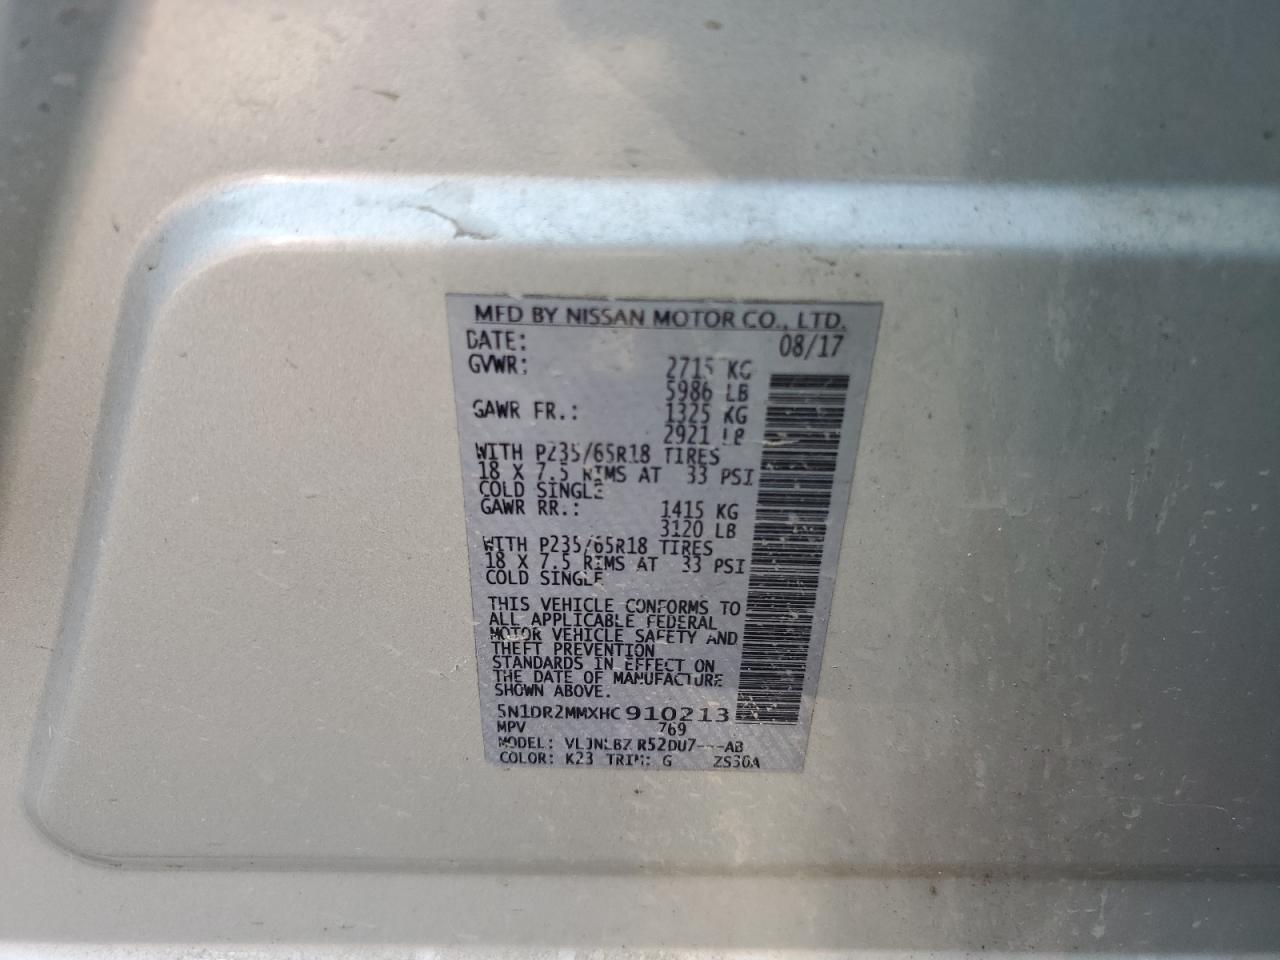 MFD BY NISSAN MOTOR CO., LTD.
DATE: 08/17
GVWR: 2715 KG
5986 LB
GAWR FR.: 1325 KG
2921 LB
WITH P235/65R18 TIRES
18 X 7.5 RIMS AT 33 PSI
COLD SINGLE
GAWR RR.: 1415 KG
3120 LB
WITH P235/65R18 TIRES
18 X 7.5 RIMS AT 33 PSI
COLD SINGLE
THIS VEHICLE CONFORMS TO
ALL APPLICABLE FEDERAL
MOTOR VEHICLE SAFETY AND
THEFT PREVENTION
STANDARDS IN EFFECT ON
THE DATE OF MANUFACTURE
SHOWN ABOVE.
5N1DR2MMXHC910213
MPV 769
MODEL: R52DU7---AB
COLOR: K23 TRIM: G